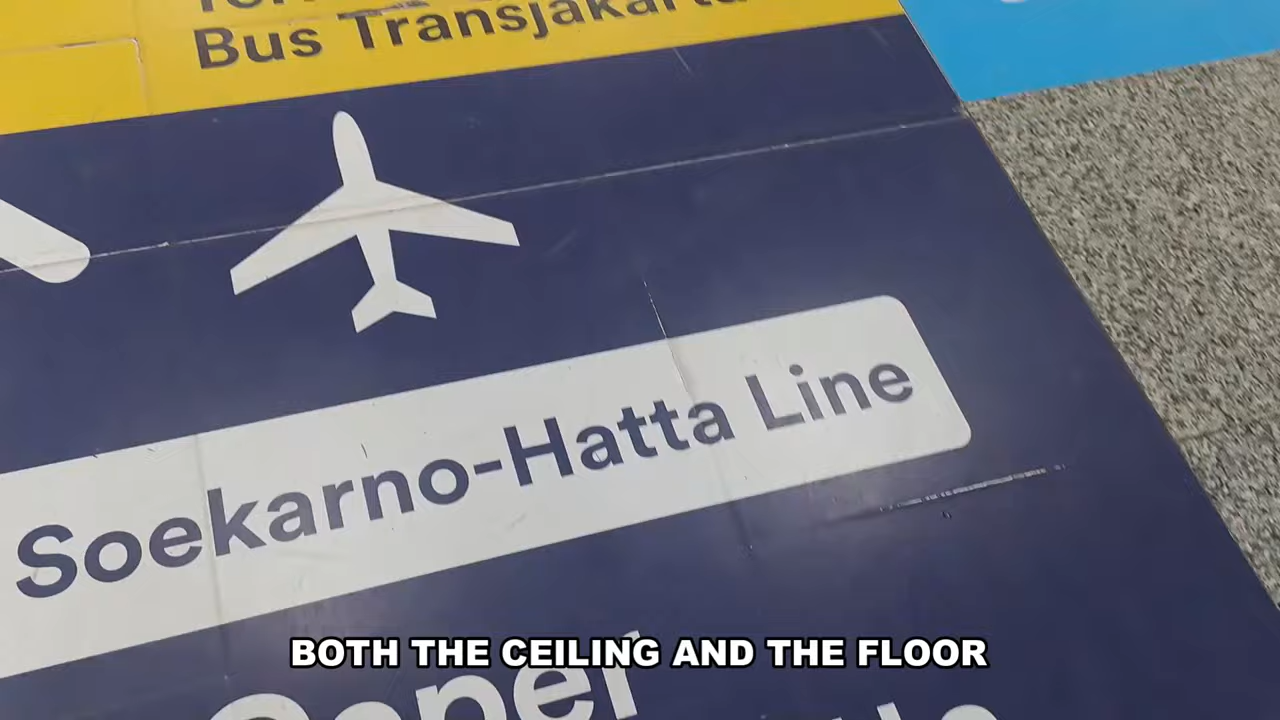 Bus Transjakarta
Soekarno-Hatta Line
BOTH THE CEILING AND THE FLOOR